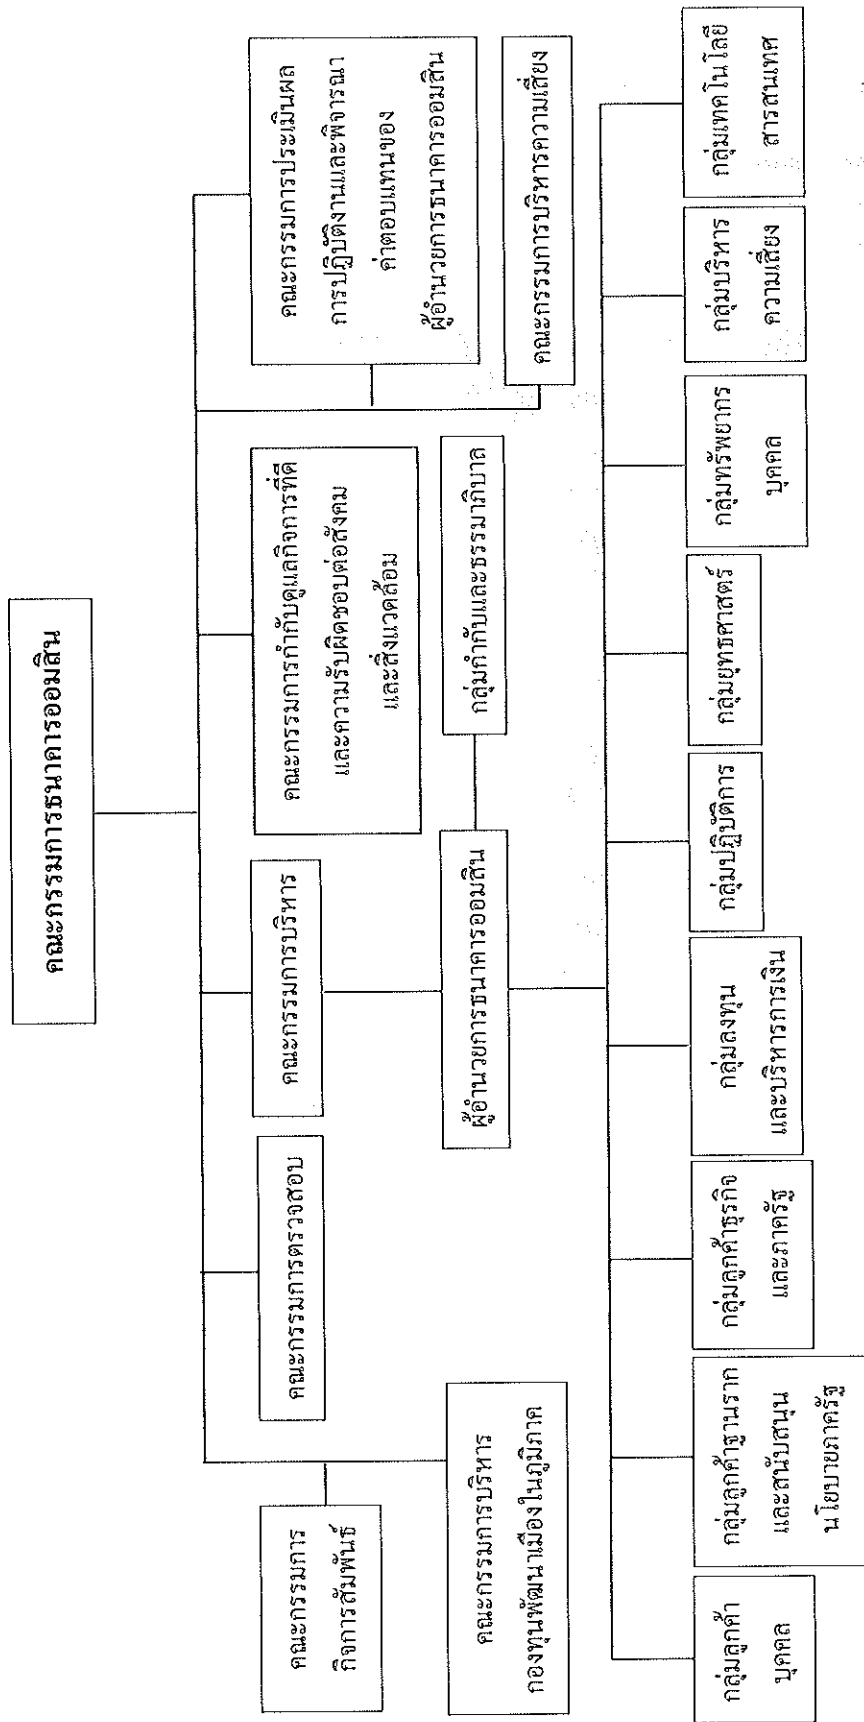 คณะกรรมการธนาคารออมสิน
คณะกรรมการ
กิจการสัมพันธ์
คณะกรรมการตรวจสอบ
คณะกรรมการบริหาร
คณะกรรมการกำกับดูแลกิจการที่ดี
และความรับผิดชอบต่อสังคม
และสิ่งแวดล้อม
คณะกรรมการประเมินผล
การปฏิบัติงานและพิจารณา
ค่าตอบแทนของ
ผู้อำนวยการธนาคารออมสิน
คณะกรรมการบริหาร
กองทุนพัฒนาเมืองในภูมิภาค
ผู้อำนวยการธนาคารออมสิน
กลุ่มกำกับและธรรมาภิบาล
คณะกรรมการบริหารความเสี่ยง
กลุ่มลูกค้า
บุคคล
กลุ่มลูกค้าฐานราก
และสนับสนุน
นโยบายภาครัฐ
กลุ่มลูกค้าธุรกิจ
และภาครัฐ
กลุ่มลงทุน
และบริหารการเงิน
กลุ่มปฏิบัติการ
กลุ่มยุทธศาสตร์
กลุ่มทรัพยากร
บุคคล
กลุ่มบริหาร
ความเสี่ยง
กลุ่มเทคโนโลยี
สารสนเทศ